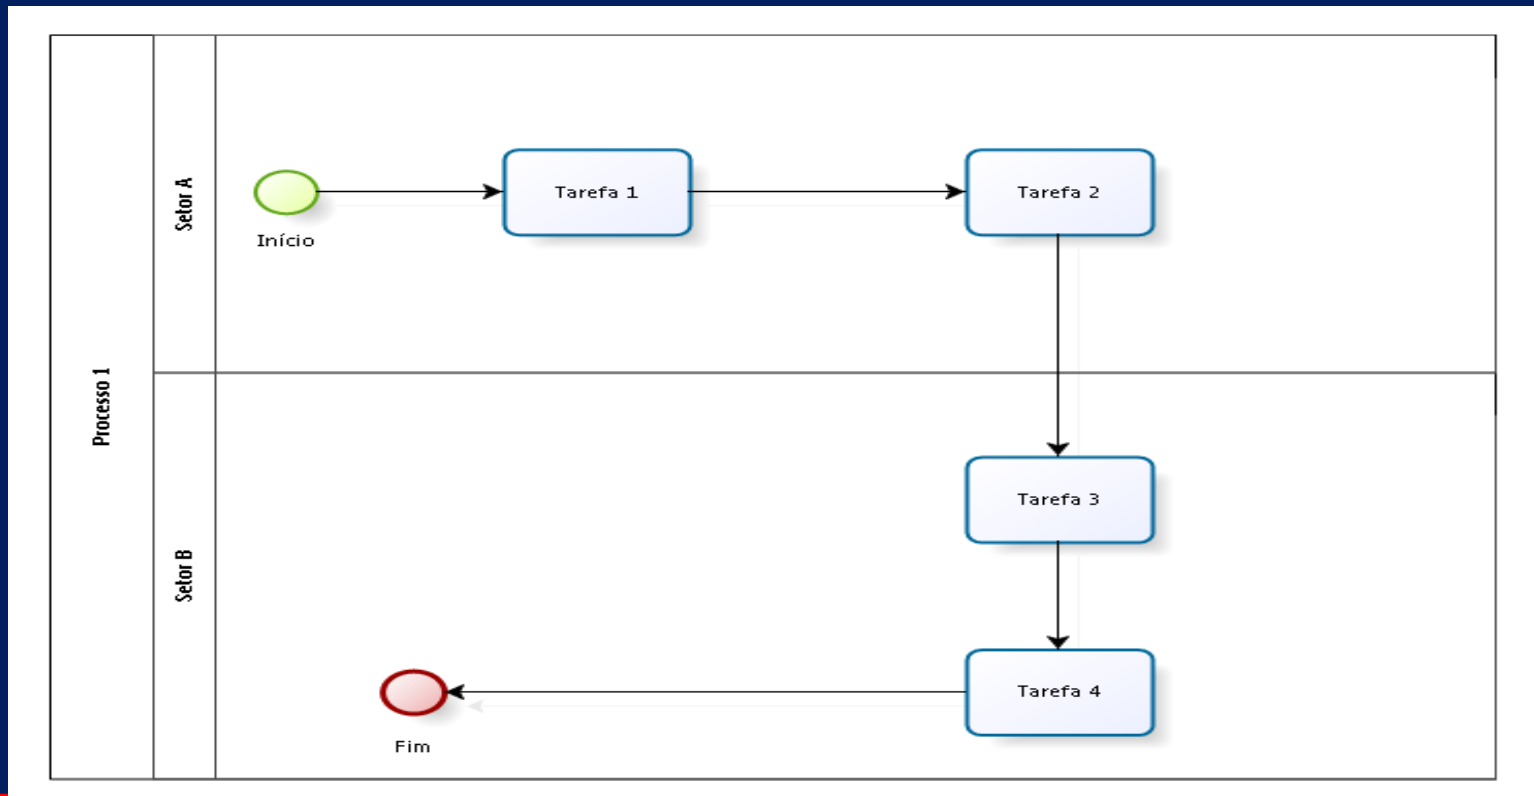 Processo 1
Setor A
Início
Tarefa 1
Tarefa 2
Setor B
Tarefa 3
Tarefa 4
Fim